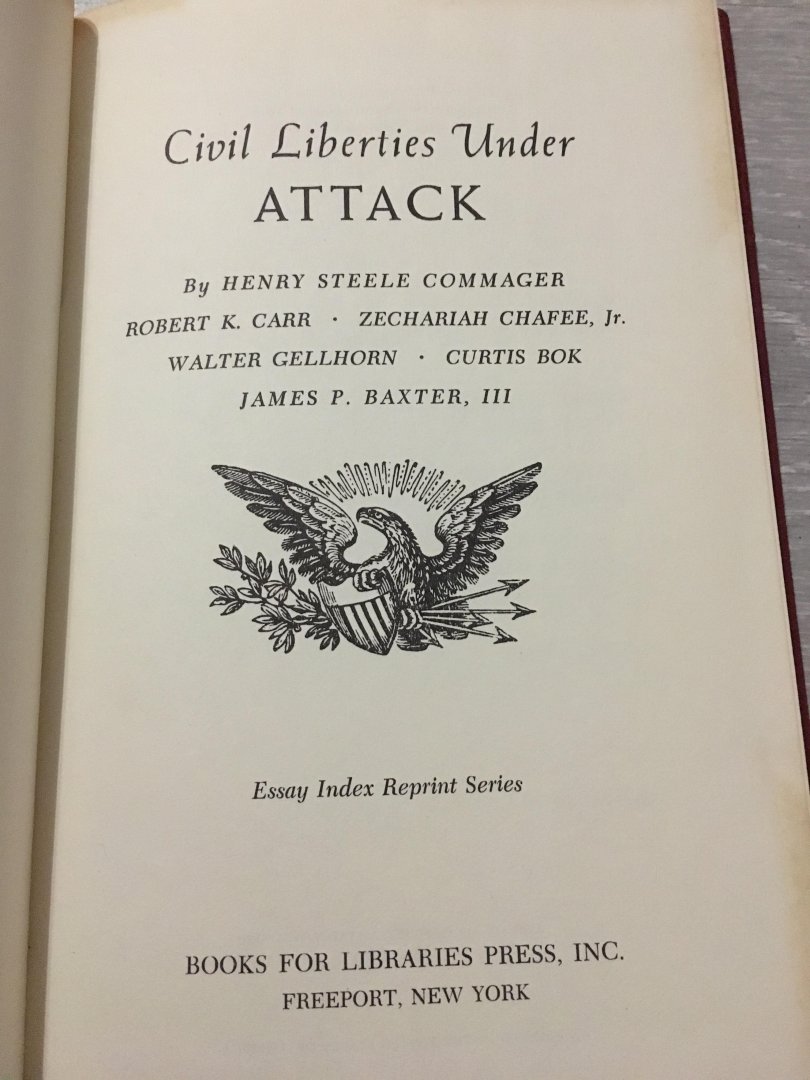 Civil Liberties Under
ATTACK
By HENRY STEELE COMMAGER
ROBERT K. CARR · ZECHARIAH CHAFEE, Jr.
WALTER GELLHORN · CURTIS BOK
JAMES P. BAXTER, III
Essay Index Reprint Series
BOOKS FOR LIBRARIES PRESS, INC.
FREEPORT, NEW YORK